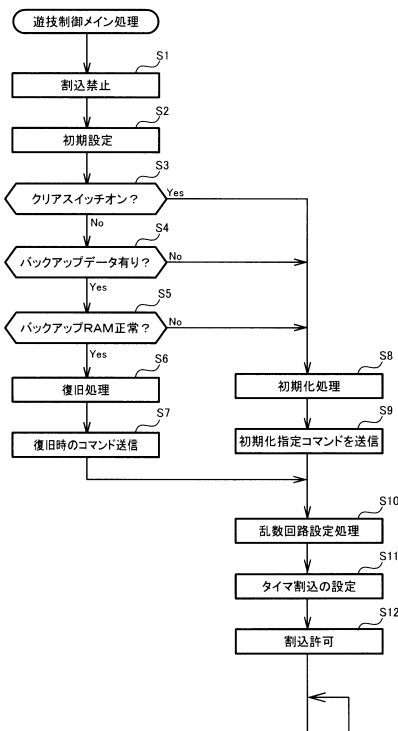 遊技制御メイン処理
S1
割込禁止
S2
初期設定
S3
クリアスイッチオン?
Yes
No
S4
バックアップデータ有り?
No
Yes
S5
バックアップRAM正常?
No
Yes
S6
復旧処理
S7
復旧時のコマンド送信
S8
初期化処理
S9
初期化指定コマンドを送信
S10
乱数回路設定処理
S11
タイマ割込の設定
S12
割込許可